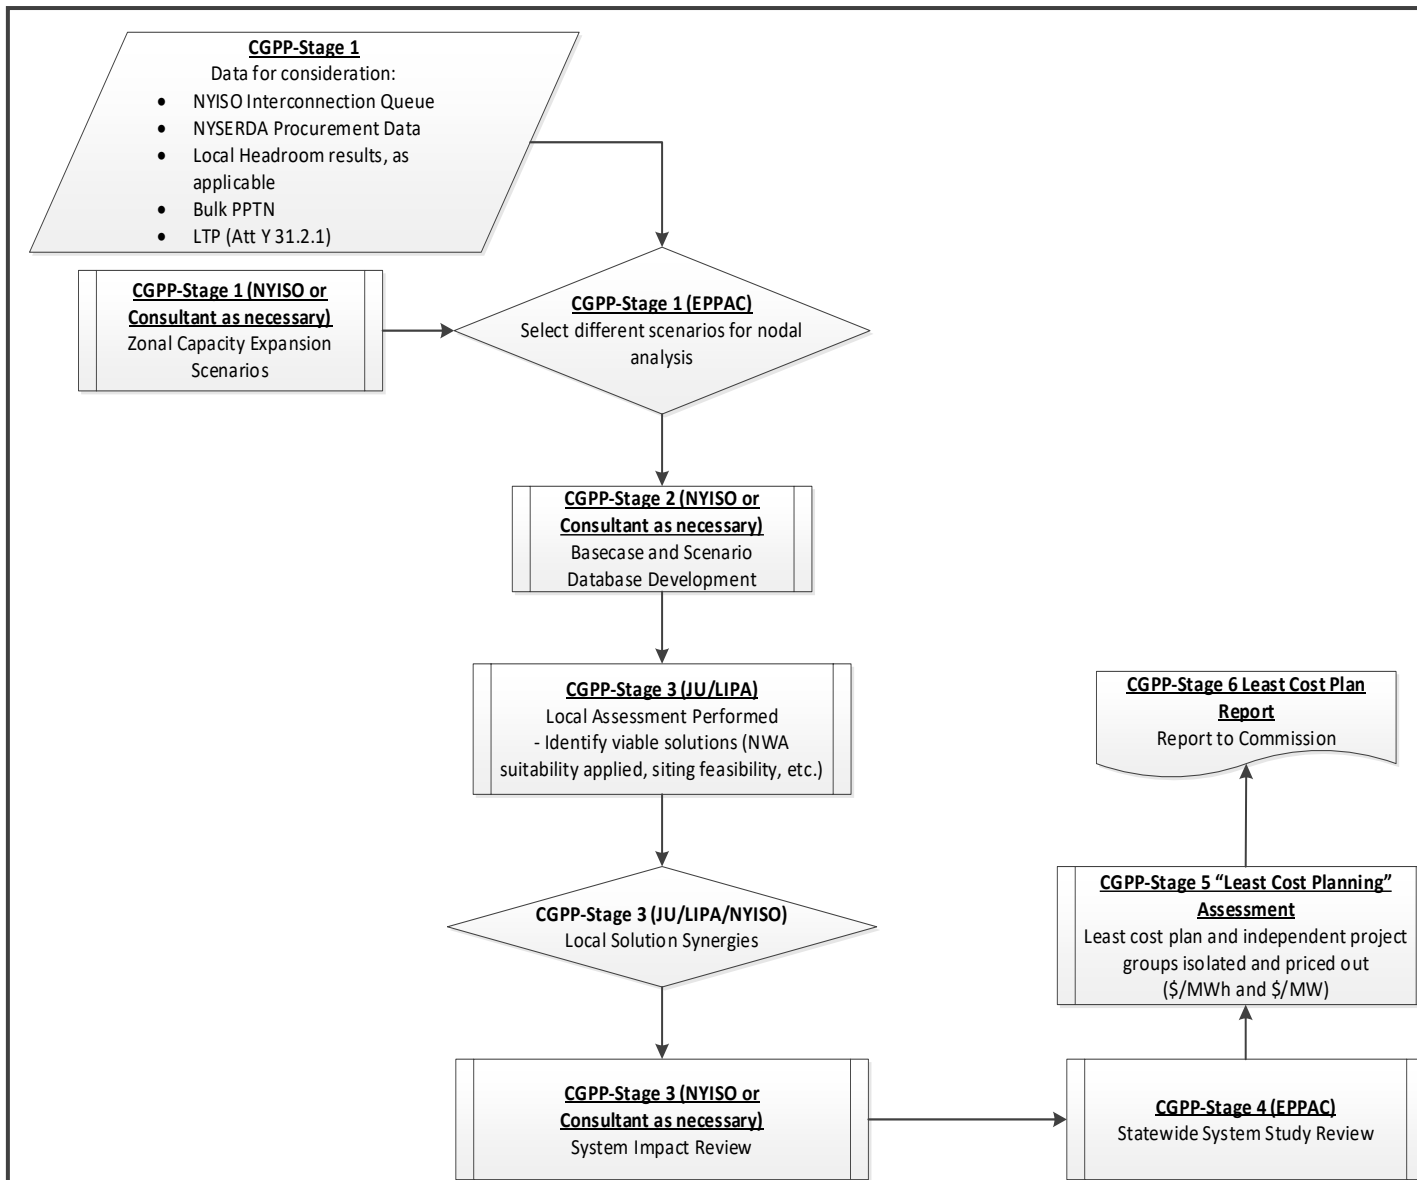 CGPP-Stage 1
Data for consideration:
• NYISO Interconnection Queue
• NYSERDA Procurement Data
• Local Headroom results, as
applicable
• Bulk PPTN
• LTP (Att Y 31.2.1)
CGPP-Stage 1 (NYISO or
Consultant as necessary)
Zonal Capacity Expansion
Scenarios
CGPP-Stage 1 (EPPAC)
Select different scenarios for nodal
analysis
CGPP-Stage 2 (NYISO or
Consultant as necessary)
Basecase and Scenario
Database Development
CGPP-Stage 3 (JU/LIPA)
Local Assessment Performed
- Identify viable solutions (NWA
suitability applied, siting feasibility, etc.)
CGPP-Stage 3 (JU/LIPA/NYISO)
Local Solution Synergies
CGPP-Stage 3 (NYISO or
Consultant as necessary)
System Impact Review
CGPP-Stage 4 (EPPAC)
Statewide System Study Review
CGPP-Stage 5 “Least Cost Planning”
Assessment
Least cost plan and independent project
groups isolated and priced out
($/MWh and $/MW)
CGPP-Stage 6 Least Cost Plan
Report
Report to Commission